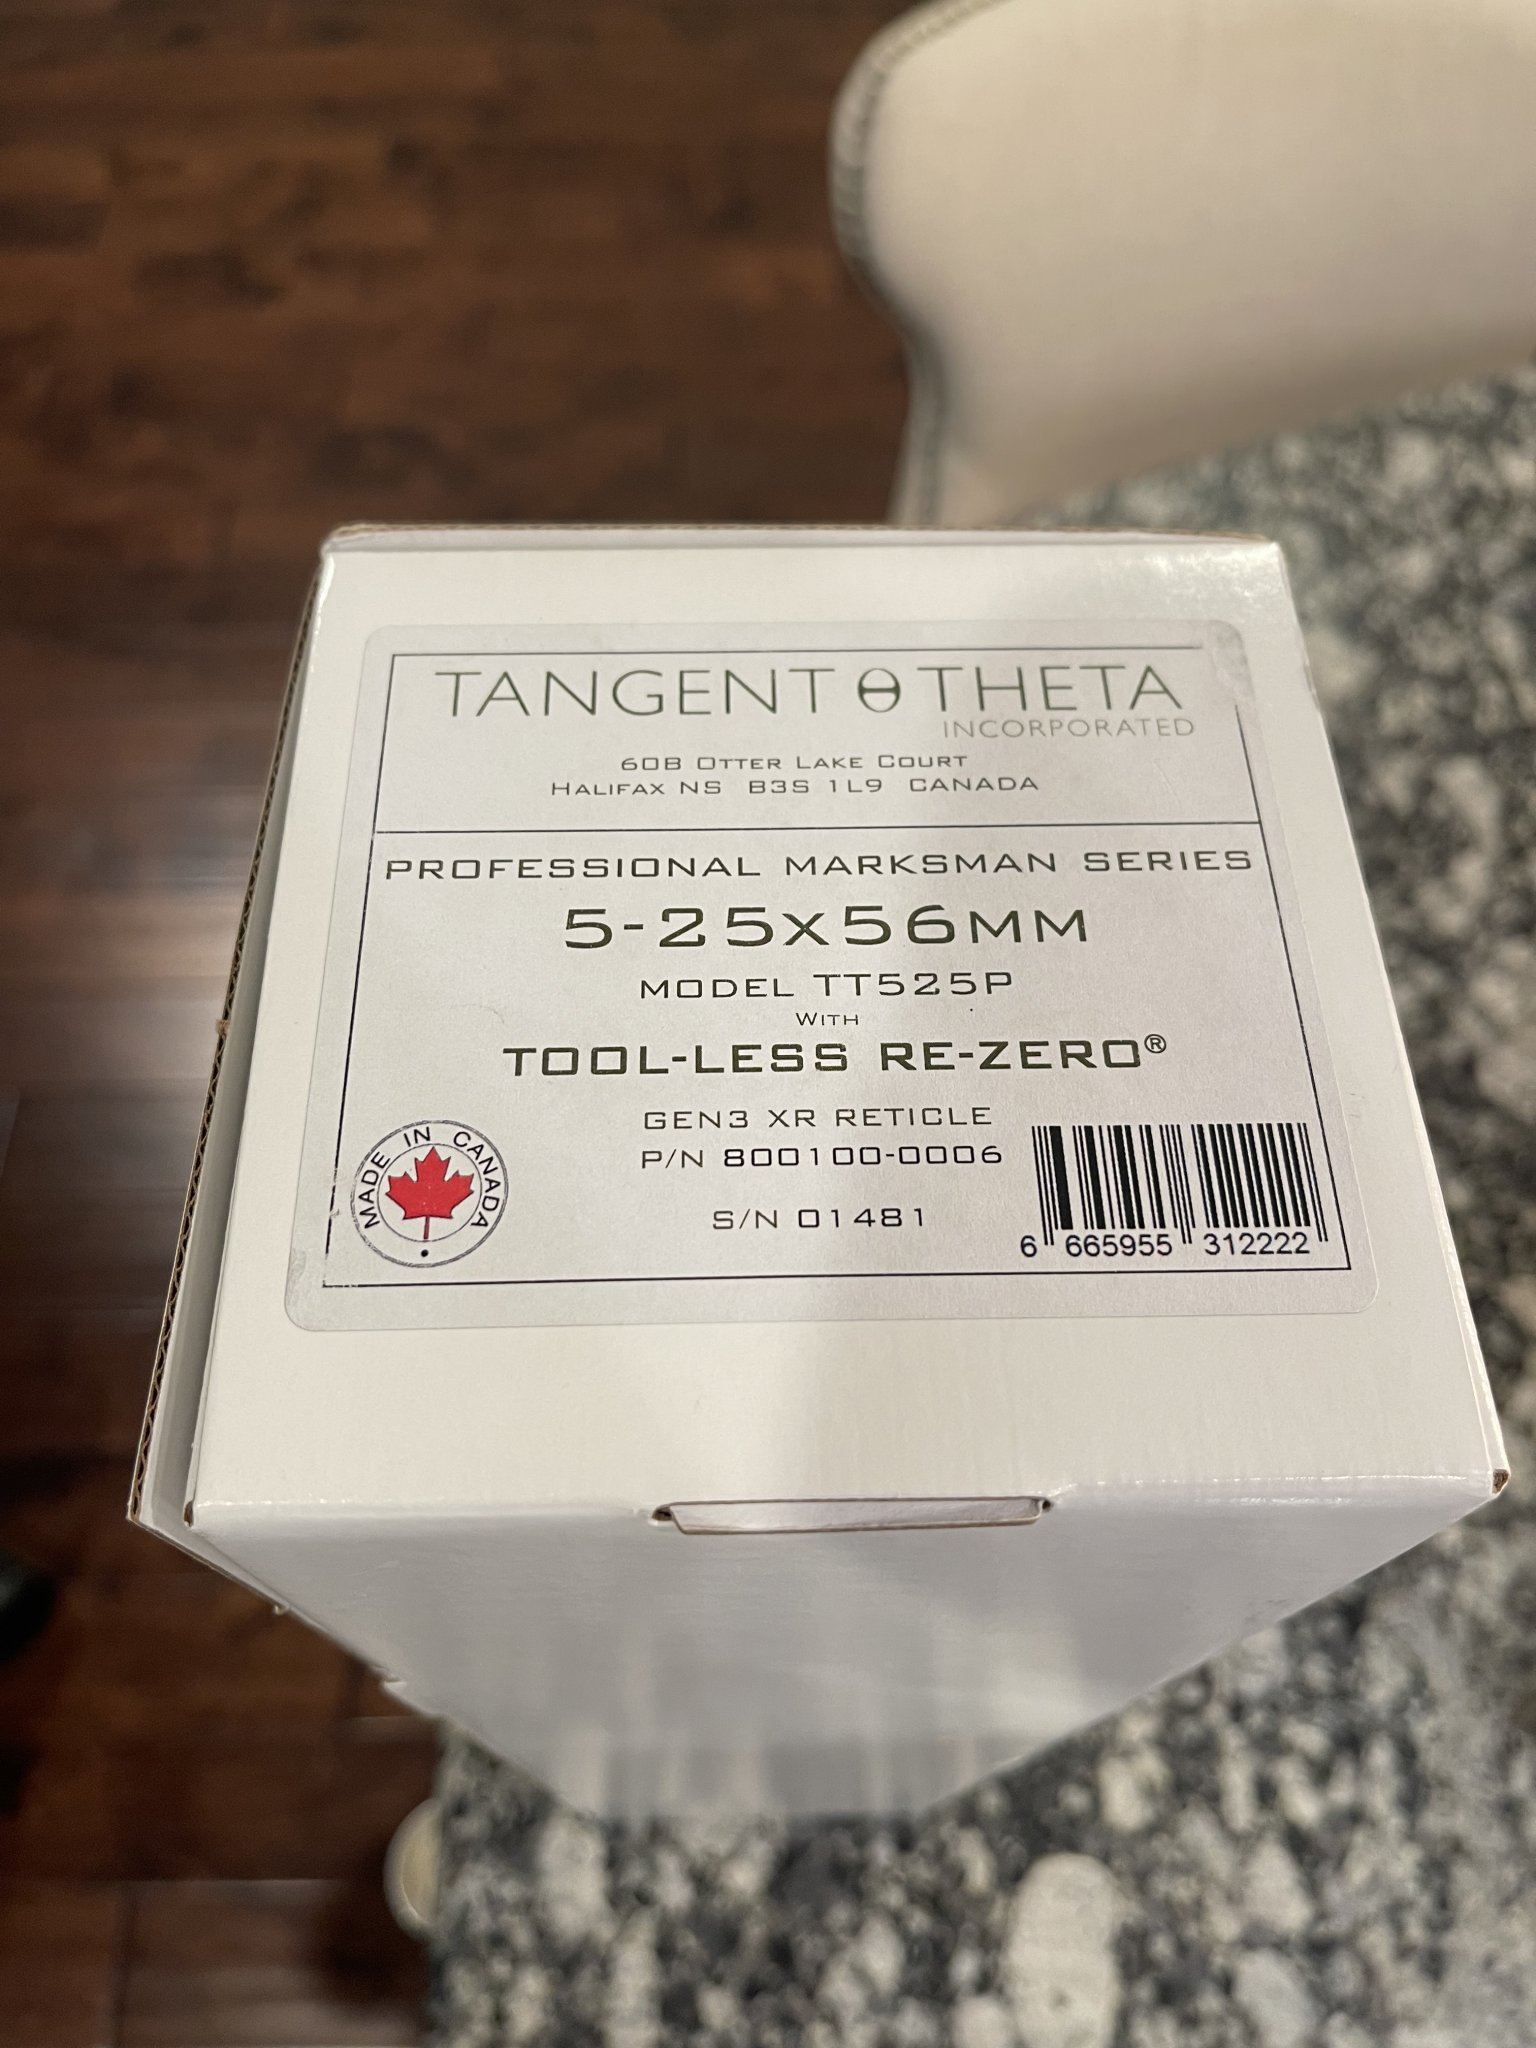 TANGENT θ THETA
INCORPORATED
60B OTTER LAKE COURT
HALIFAX NS B3S 1L9 CANADA
PROFESSIONAL MARKSMAN SERIES
5-25x56MM
MODEL TT525P
WITH
TOOL-LESS RE-ZERO®
GEN3 XR RETICLE
P/N 800100-0006
S/N 01481
MADE IN CANADA
6 665955 312222